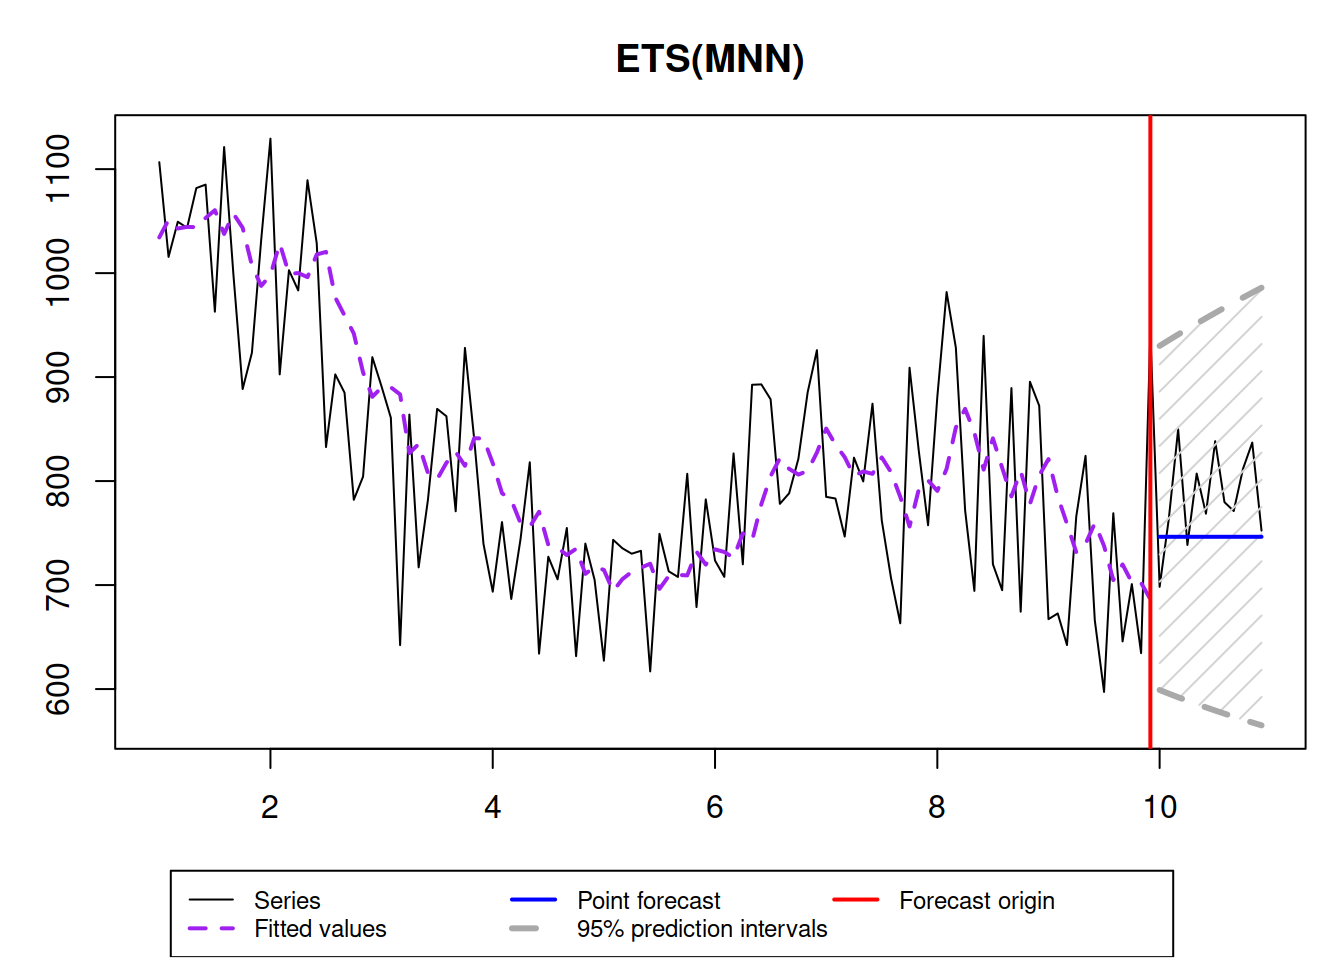 ETS(MNN)
1100
1000
900
800
700
600
2 4 6 8 10
Series Point forecast Forecast origin
Fitted values 95% prediction intervals